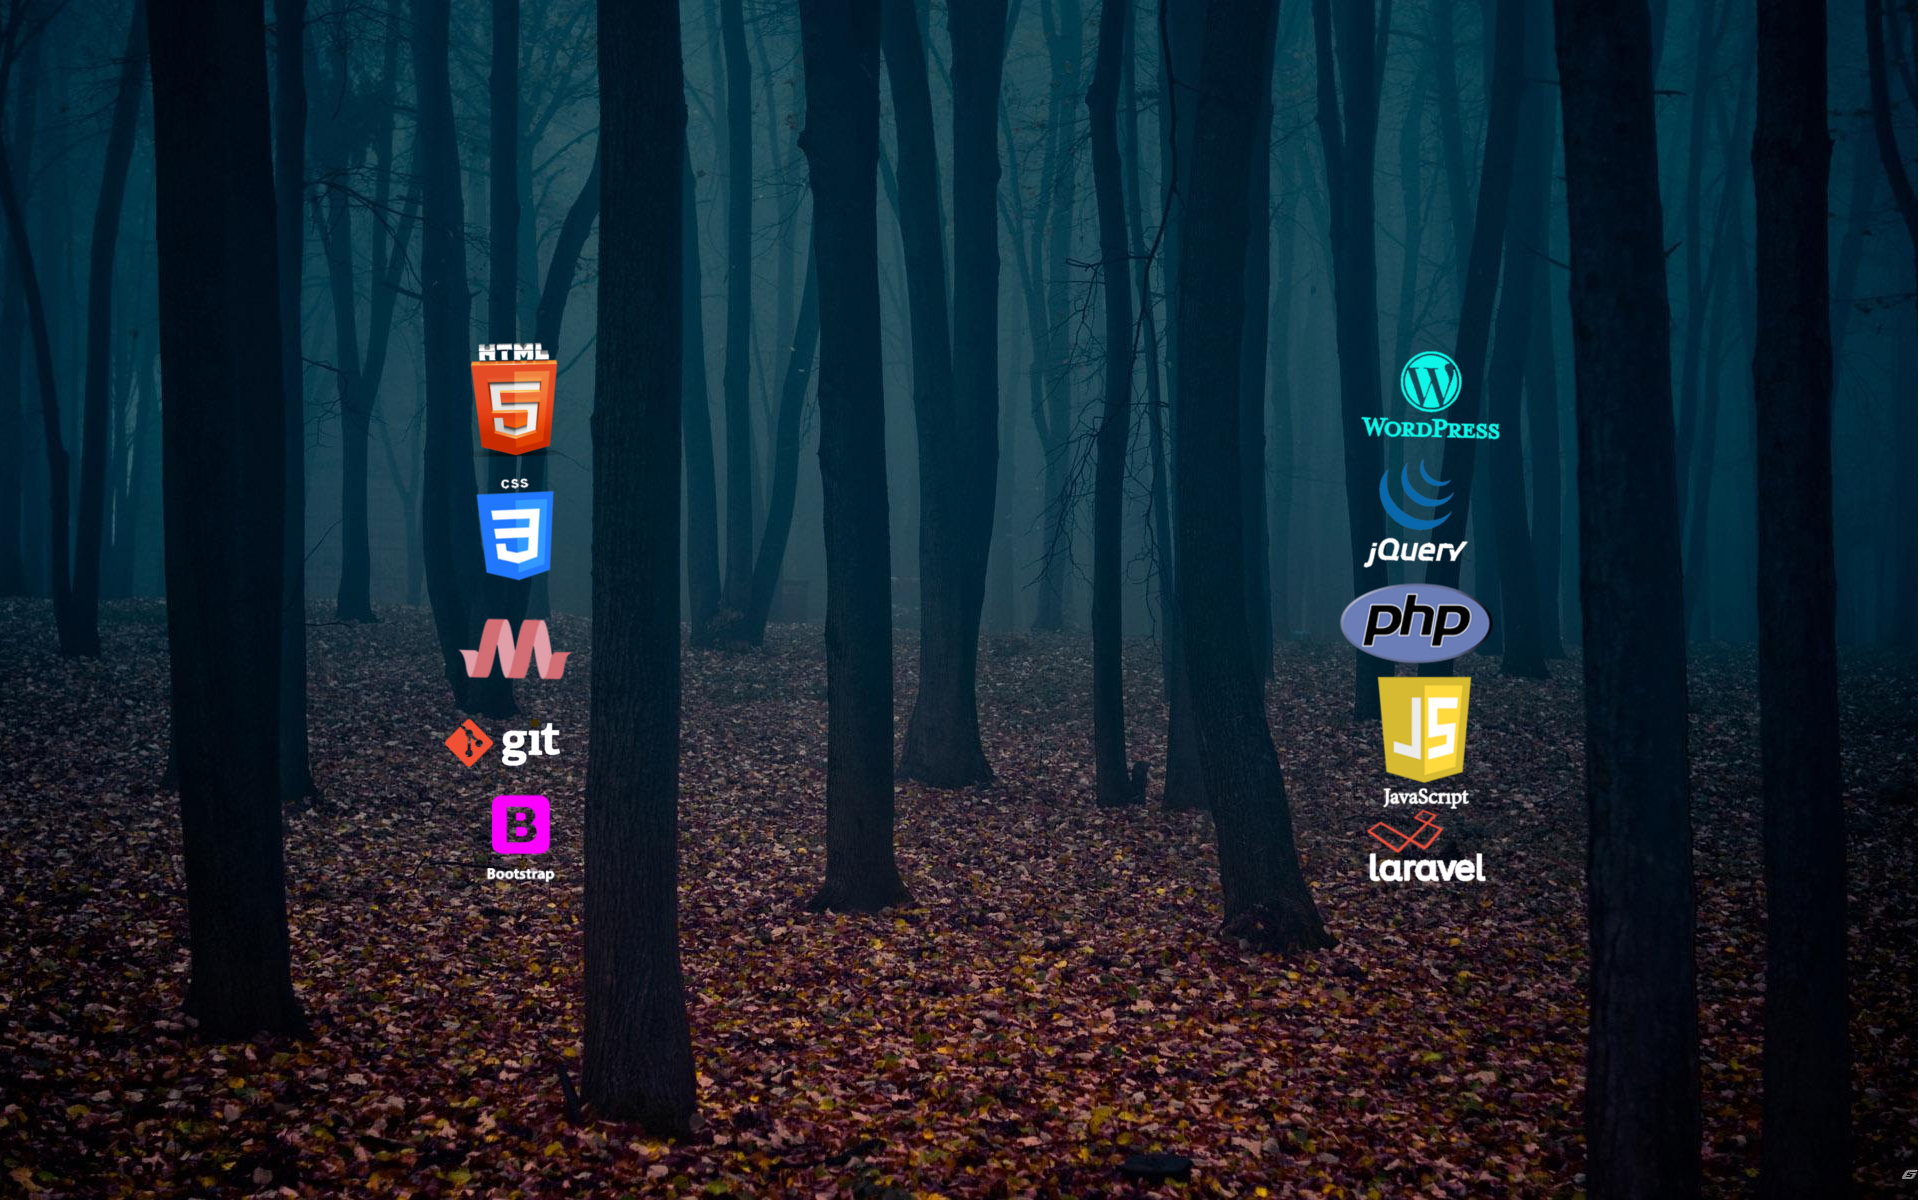 HTML
5
CSS
3
git
B
Bootstrap
W
WORDPRESS
jQuery
php
JS
JavaScript
laravel